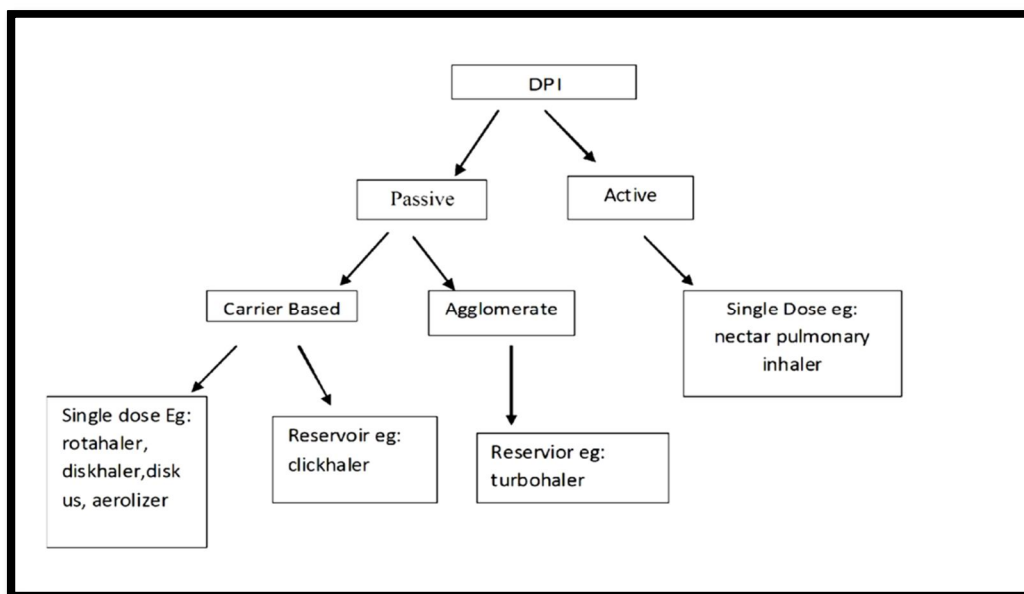 DPI
Passive
Active
Carrier Based
Agglomerate
Single Dose eg:
nectar pulmonary
inhaler
Single dose Eg:
rotahaler,
diskhaler,disk
us, aerolizer
Reservoir eg:
clickhaler
Reservior eg:
turbohaler